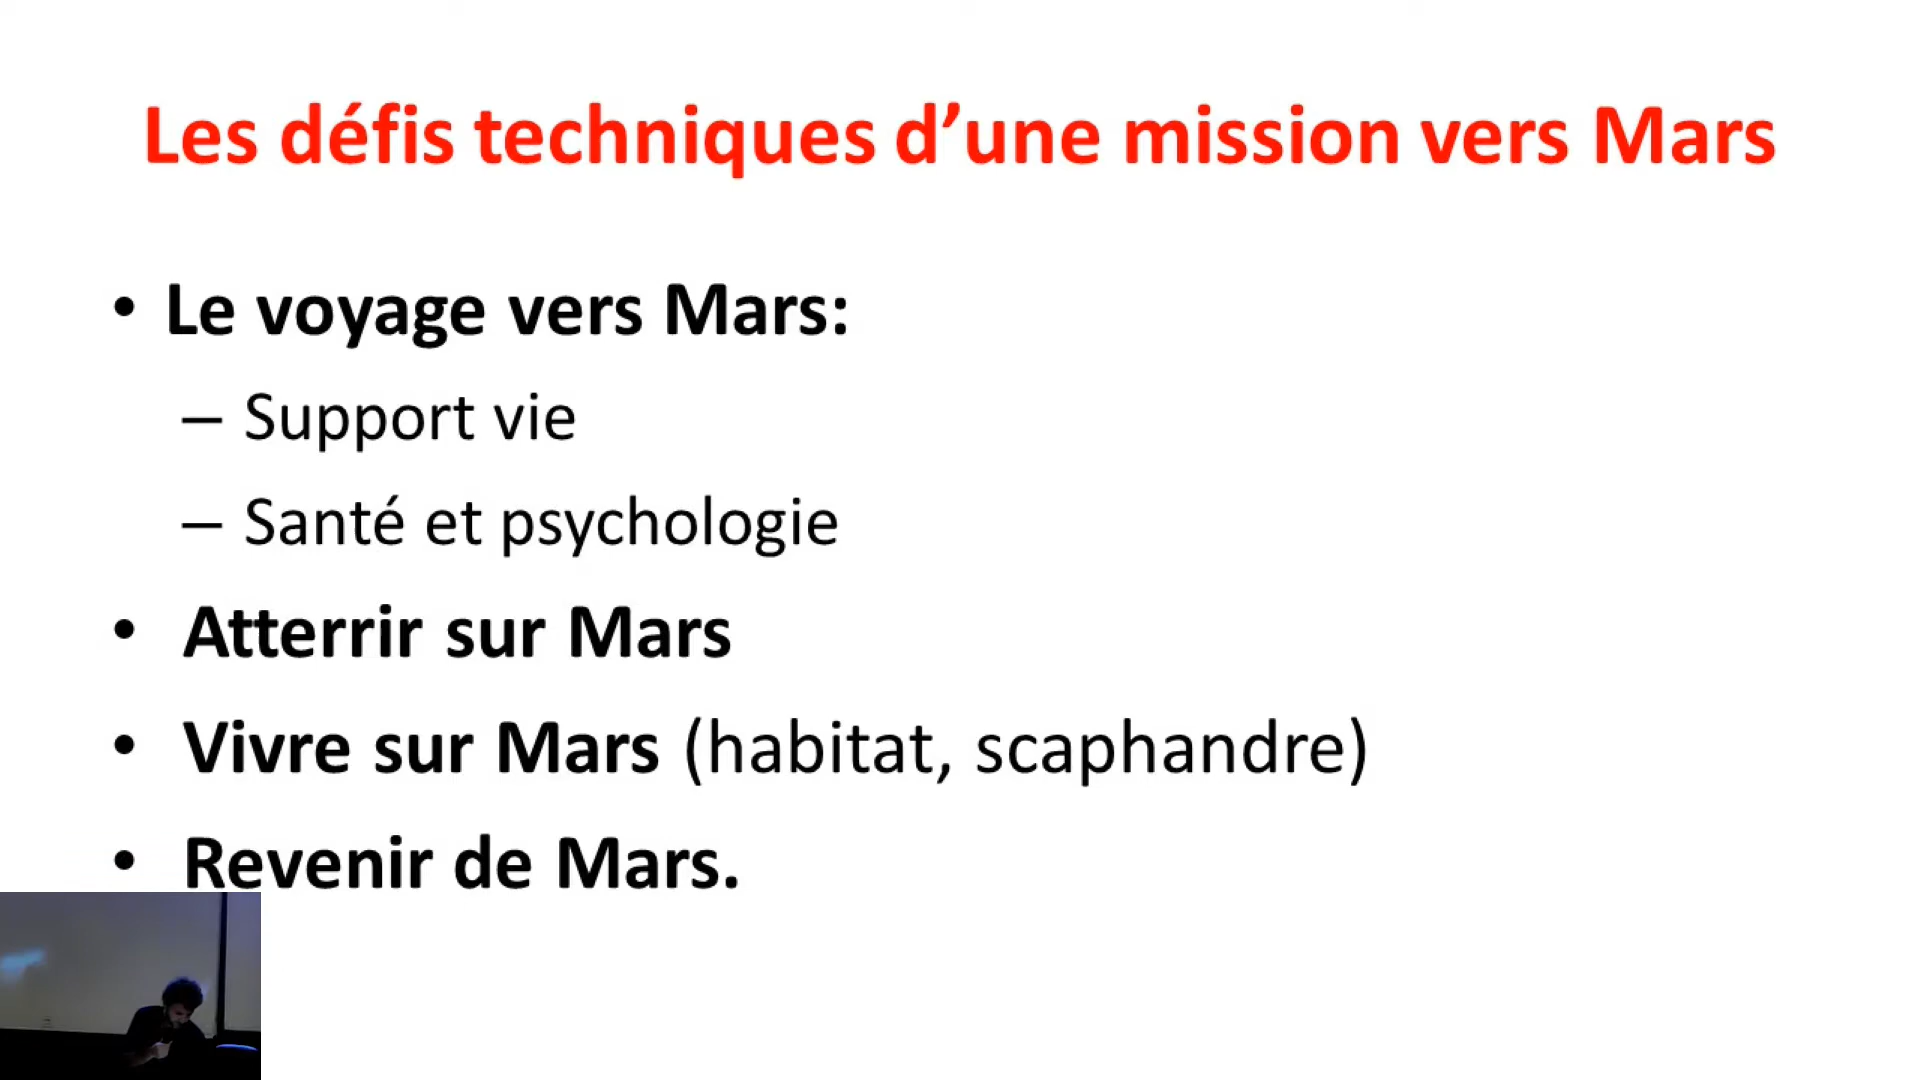 Les défis techniques d’une mission vers Mars
• Le voyage vers Mars:
– Support vie
– Santé et psychologie
• Atterrir sur Mars
• Vivre sur Mars (habitat, scaphandre)
• Revenir de Mars.